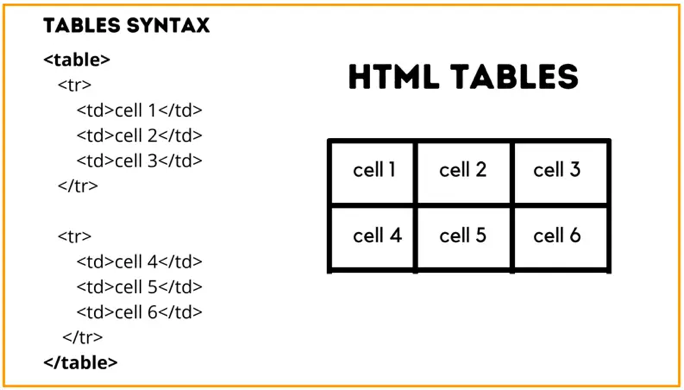 TABLES SYNTAX
<table>
<tr>
<td>cell 1</td>
<td>cell 2</td>
<td>cell 3</td>
</tr>
<tr>
<td>cell 4</td>
<td>cell 5</td>
<td>cell 6</td>
</tr>
</table>
HTML TABLES
cell 1 cell 2 cell 3
cell 4 cell 5 cell 6